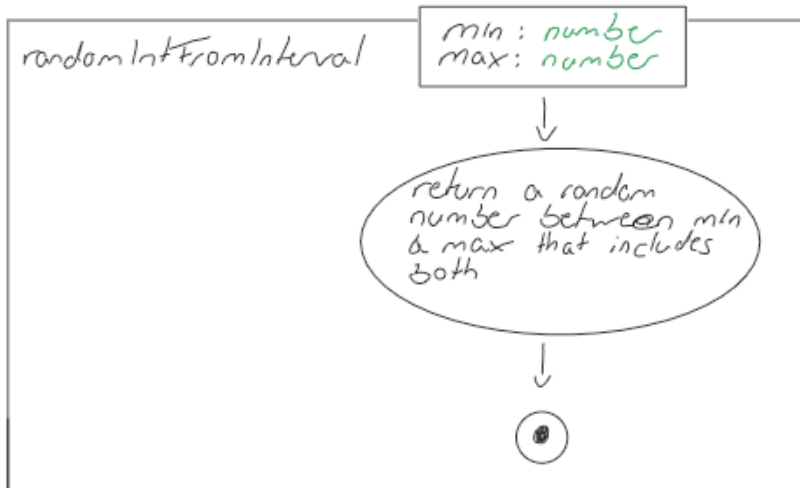 randomIntFromInterval
min: number
max: number
return a random
number between min
& max that includes
both